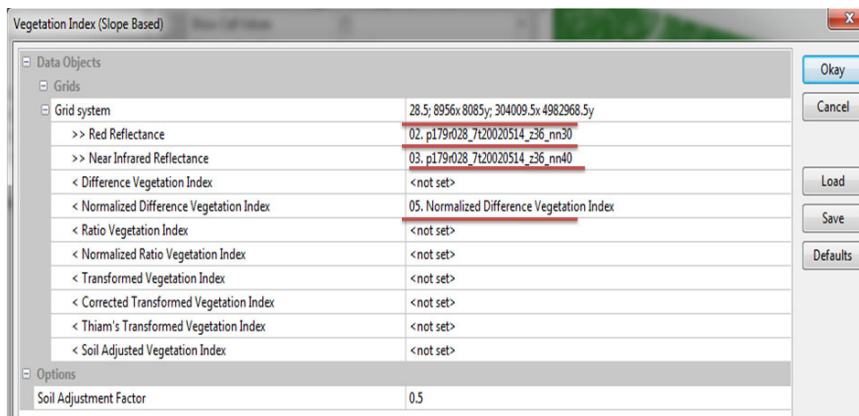 Vegetation Index (Slope Based)
Data Objects
Grids
Grid system 28.5; 8956x 8085y; 304009.5x 4982968.5y
>> Red Reflectance 02. p179r028_7t20020514_z36_nn30
>> Near Infrared Reflectance 03. p179r028_7t20020514_z36_nn40
< Difference Vegetation Index <not set>
< Normalized Difference Vegetation Index 05. Normalized Difference Vegetation Index
< Ratio Vegetation Index <not set>
< Normalized Ratio Vegetation Index <not set>
< Transformed Vegetation Index <not set>
< Corrected Transformed Vegetation Index <not set>
< Thiam's Transformed Vegetation Index <not set>
< Soil Adjusted Vegetation Index <not set>
Options
Soil Adjustment Factor 0.5
Okay
Cancel
Load
Save
Defaults